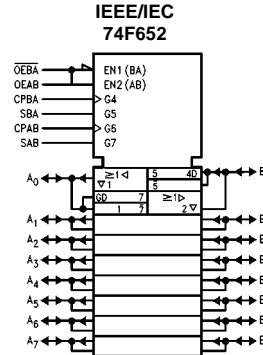 IEEE/IEC
74F652
O̅E̅B̅A̅ EN1 (BA)
OEAB EN2 (AB)
CPBA G4
SBA G5
CPAB G6
SAB G7
A₀ ≥1 ◁ 5 4D
▽1 5
GD 7 ≥1 ▷
1 7̅ 2 ▽
A₁
A₂
A₃
A₄
A₅
A₆
A₇